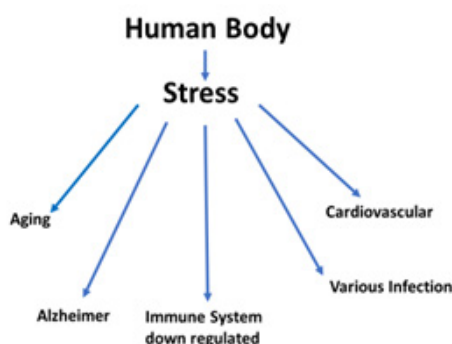 Human Body
Stress
Aging
Cardiovascular
Various Infection
Alzheimer
Immune System
down regulated